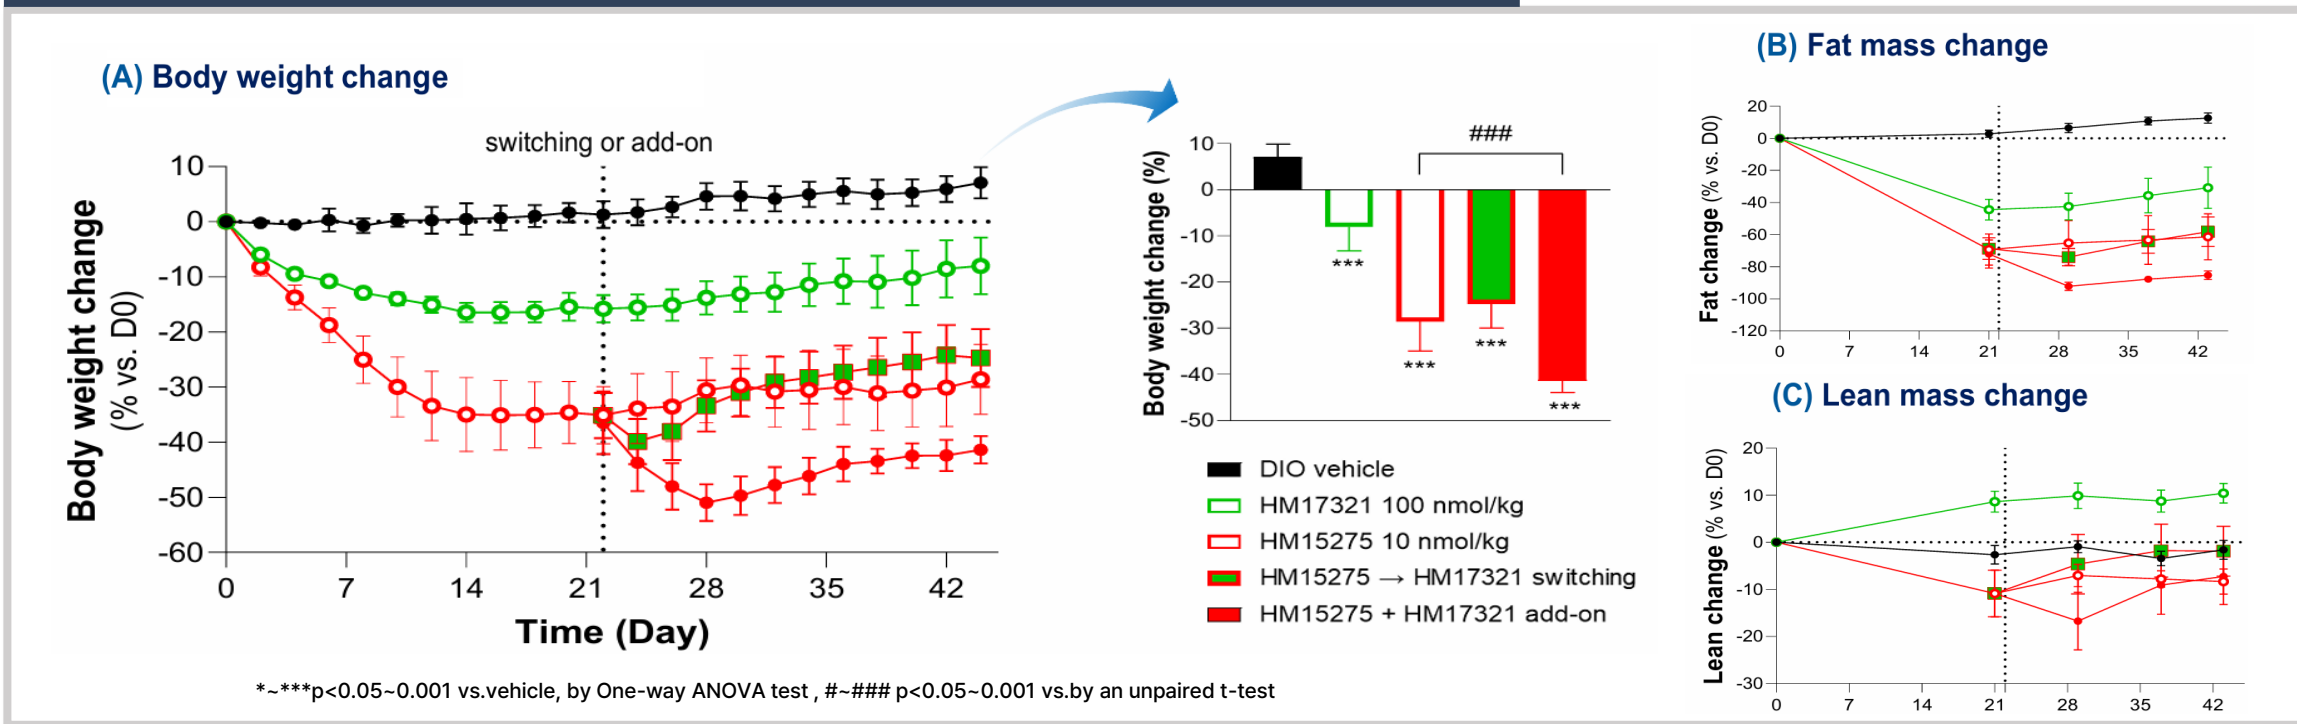 (A) Body weight change
switching or add-on
Body weight change
(% vs. D0)
10
0
-10
-20
-30
-40
-50
-60
0 7 14 21 28 35 42
Time (Day)
Body weight change (%)
10
0
-10
-20
-30
-40
-50
###
***
***
***
***
DIO vehicle
HM17321 100 nmol/kg
HM15275 10 nmol/kg
HM15275 → HM17321 switching
HM15275 + HM17321 add-on
*~***p<0.05~0.001 vs.vehicle, by One-way ANOVA test , #~### p<0.05~0.001 vs.by an unpaired t-test
(B) Fat mass change
Fat change (% vs. D0)
20
0
-20
-40
-60
-80
-100
-120
0 7 14 21 28 35 42
(C) Lean mass change
Lean change (% vs. D0)
20
10
0
-10
-20
-30
0 7 14 21 28 35 42